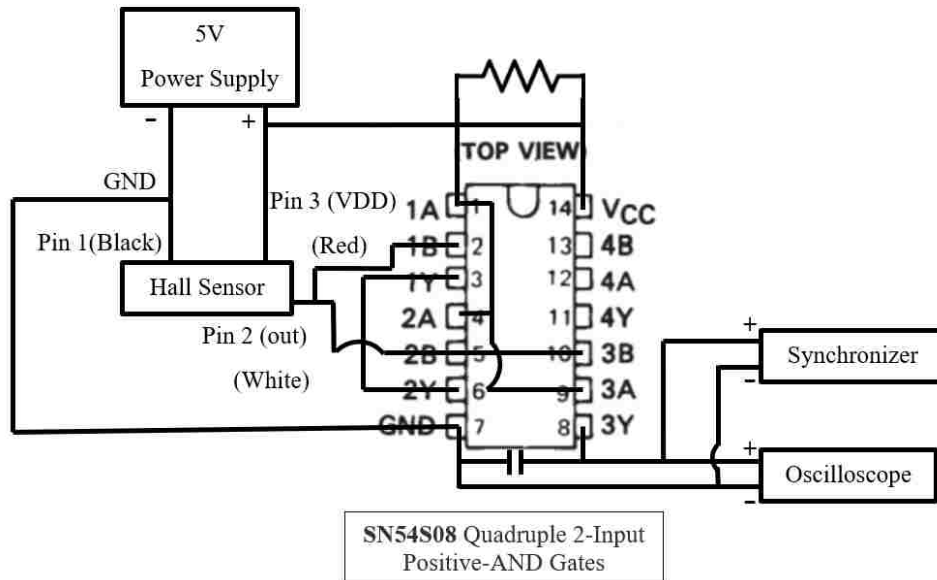 5V
Power Supply
-
+
TOP VIEW
GND
Pin 3 (VDD)
Pin 1(Black)
(Red)
Hall Sensor
Pin 2 (out)
(White)
1A 1 14 VCC
1B 2 13 4B
1Y 3 12 4A
2A 4 11 4Y
2B 5 10 3B
2Y 6 9 3A
GND 7 8 3Y
+
Synchronizer
-
+
Oscilloscope
-
SN54S08 Quadruple 2-Input
Positive-AND Gates